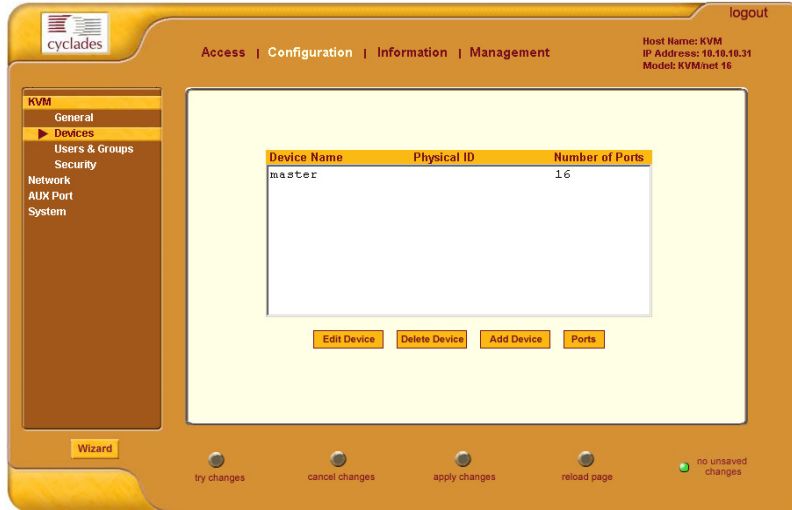 logout
cyclades
Access | Configuration | Information | Management
Host Name: KVM
IP Address: 10.10.10.31
Model: KVM/net 16
KVM
General
Devices
Users & Groups
Security
Network
AUX Port
System
Device Name Physical ID Number of Ports
master 16
Edit Device Delete Device Add Device Ports
Wizard
try changes cancel changes apply changes reload page
no unsaved
changes